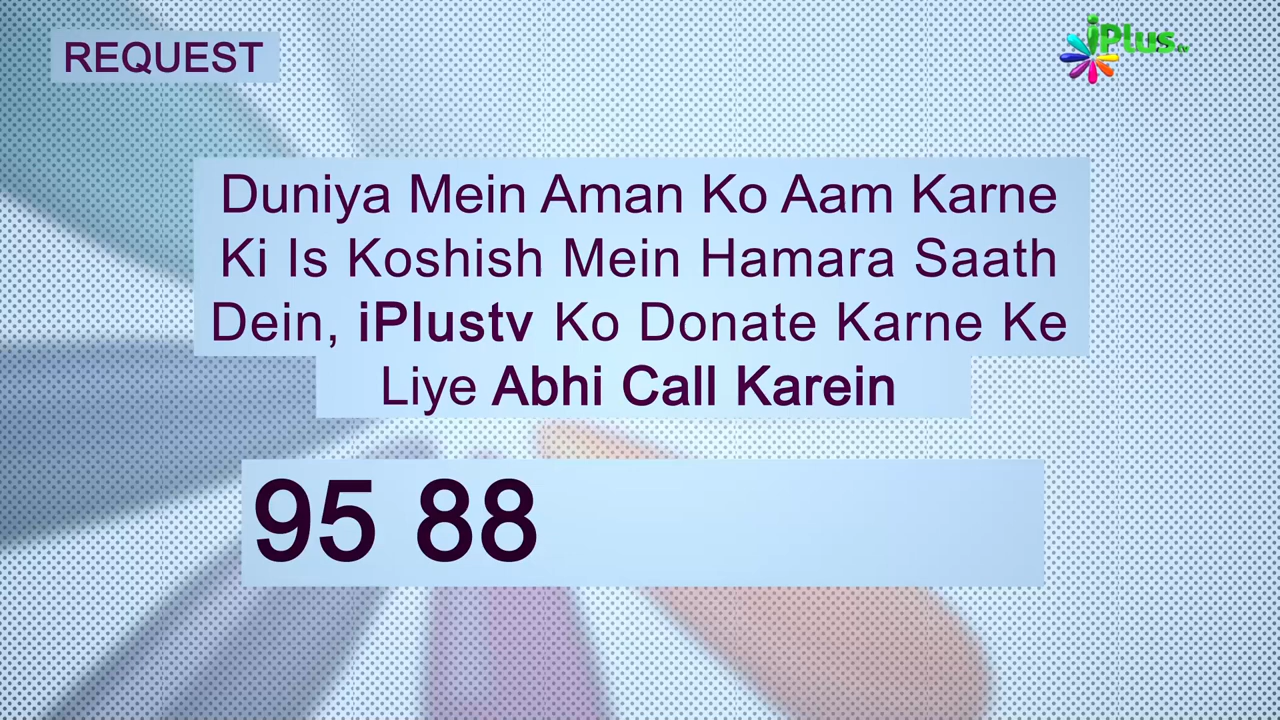 REQUEST
iPlus tv
Duniya Mein Aman Ko Aam Karne
Ki Is Koshish Mein Hamara Saath
Dein, iPlustv Ko Donate Karne Ke
Liye Abhi Call Karein
95 88